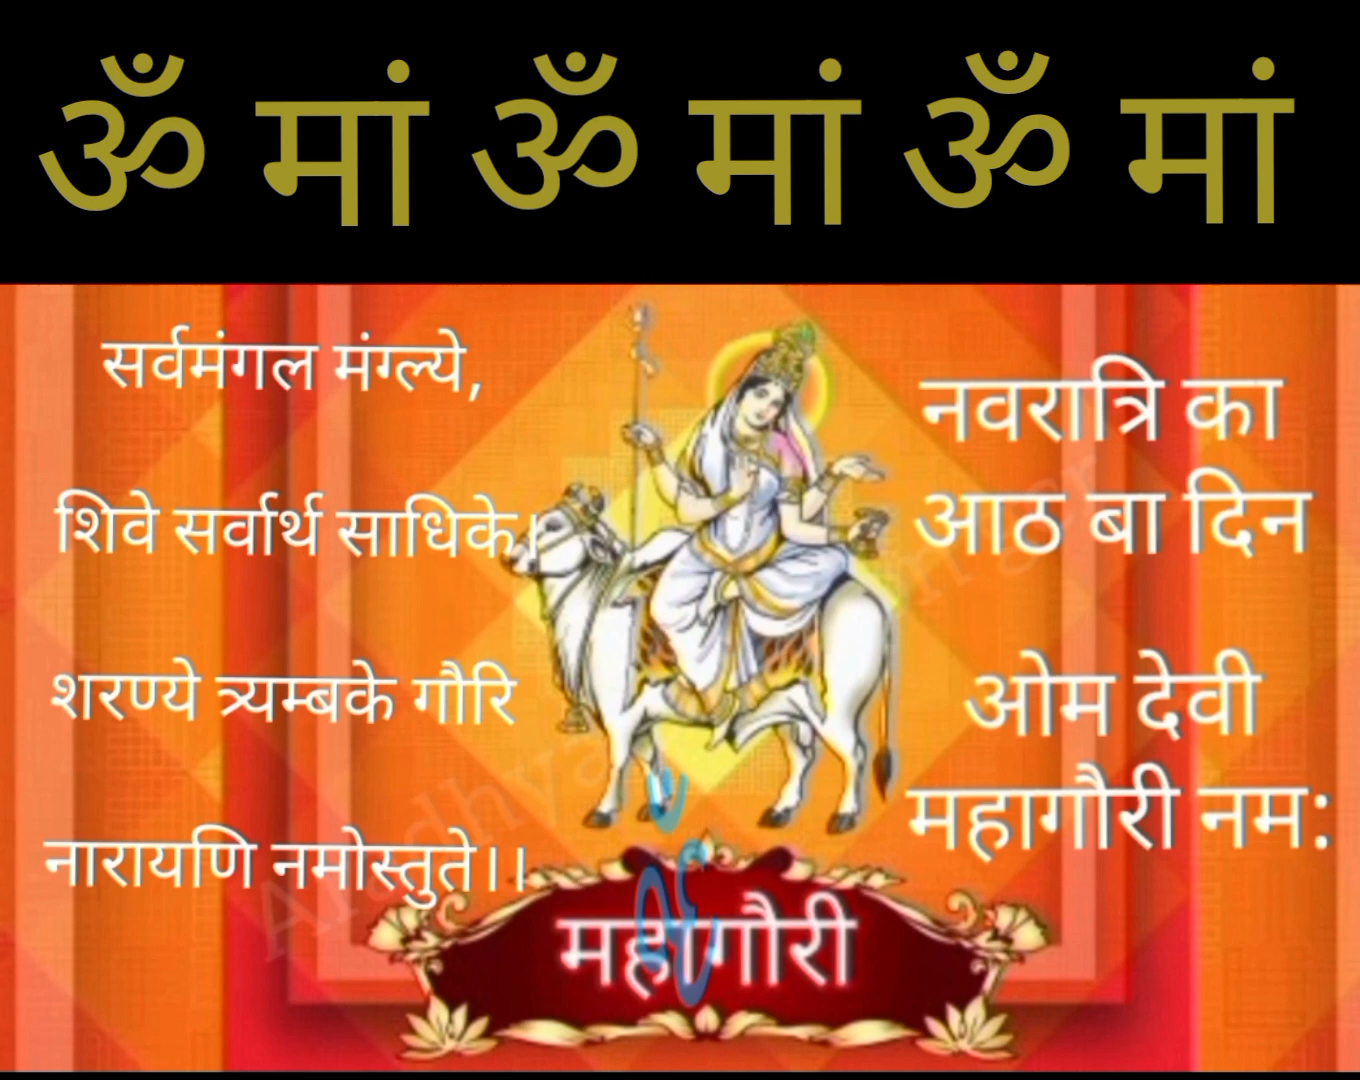 ॐ मां ॐ मां ॐ मां
सर्वमंगल मंग्ल्ये,
शिवे सर्वार्थ साधिके।
शरण्ये त्र्यम्बके गौरि
नारायणि नमोस्तुते।।
नवरात्रि का
आठ बा दिन
ओम देवी
महागौरी नम:
महागौरी